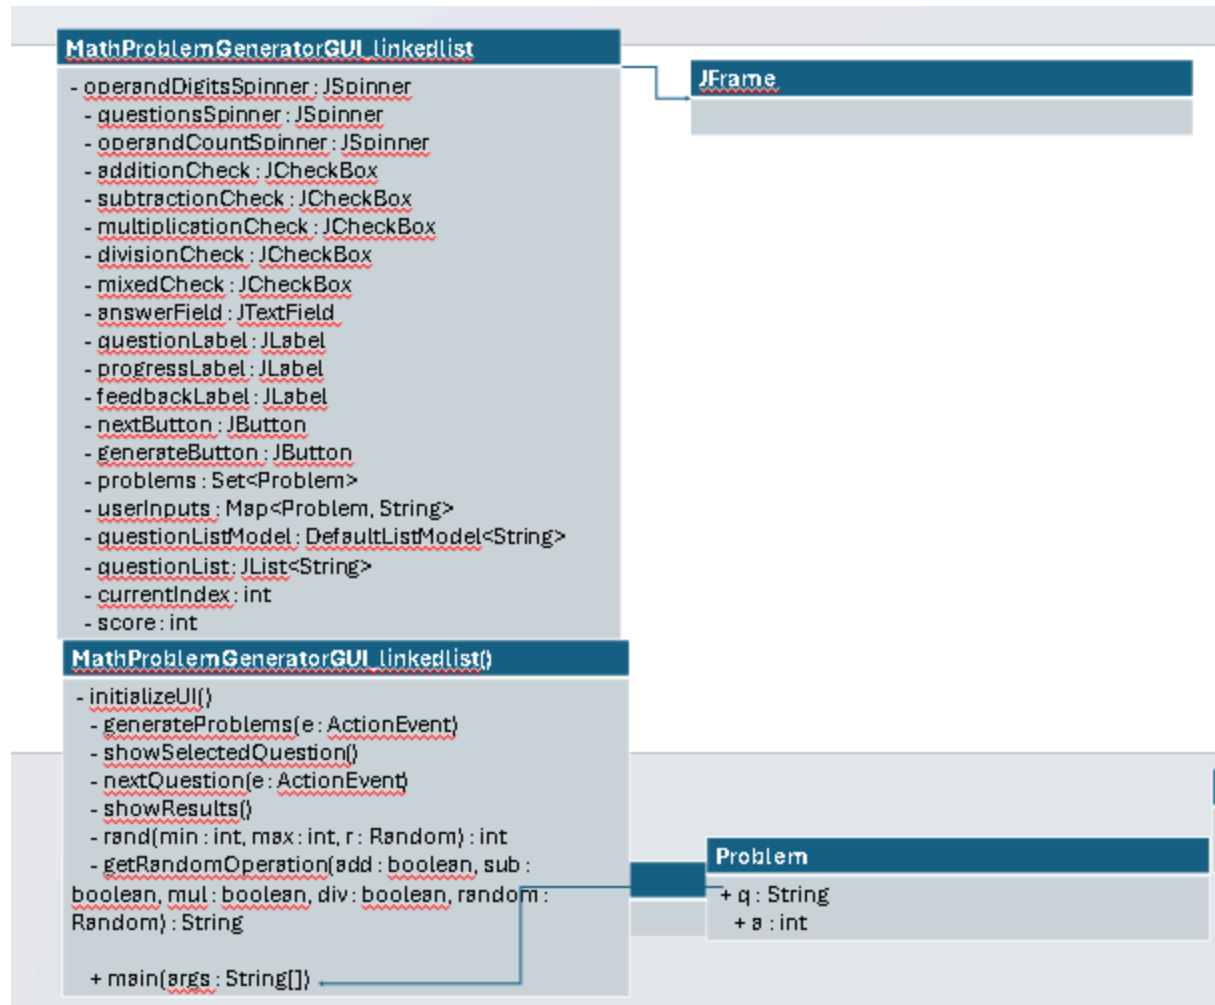 MathProblemGeneratorGUI_linkedlist
- operandDigitsSpinner : JSpinner
- questionsSpinner : JSpinner
- operandCountSpinner : JSpinner
- additionCheck : JCheckBox
- subtractionCheck : JCheckBox
- multiplicationCheck : JCheckBox
- divisionCheck : JCheckBox
- mixedCheck : JCheckBox
- answerField : JTextField
- questionLabel : JLabel
- progressLabel : JLabel
- feedbackLabel : JLabel
- nextButton : JButton
- generateButton : JButton
- problems : Set<Problem>
- userInputs : Map<Problem, String>
- questionListModel : DefaultListModel<String>
- questionList : JList<String>
- currentIndex : int
- score : int
JFrame
MathProblemGeneratorGUI_linkedlist()
- initializeUI()
- generateProblems(e : ActionEvent)
- showSelectedQuestion()
- nextQuestion(e : ActionEvent)
- showResults()
- rand(min : int, max : int, r : Random) : int
- getRandomOperation(add : boolean, sub :
boolean, mul : boolean, div : boolean, random :
Random) : String
+ main(args : String[])
Problem
+ q : String
+ a : int